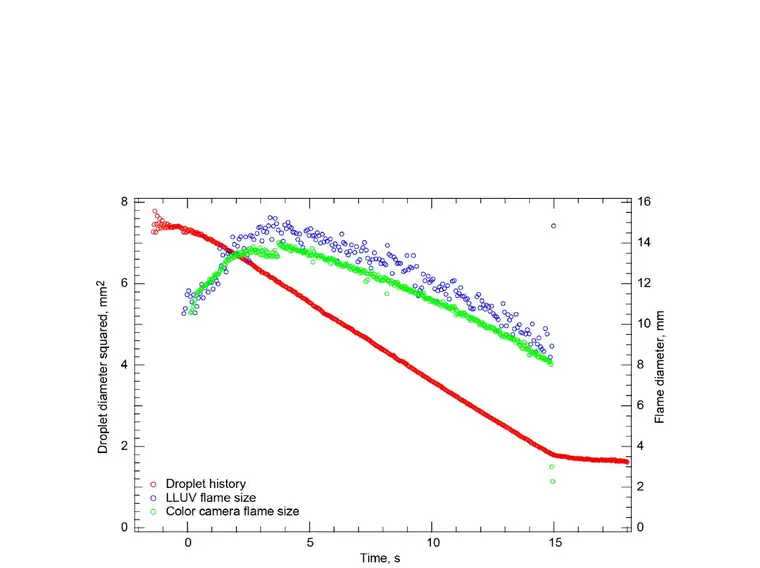 8
6
4
2
0
Droplet diameter squared, mm2
16
14
12
10
8
6
4
2
0
Flame diameter, mm
Droplet history
LLUV flame size
Color camera flame size
0 5 10 15
Time, s